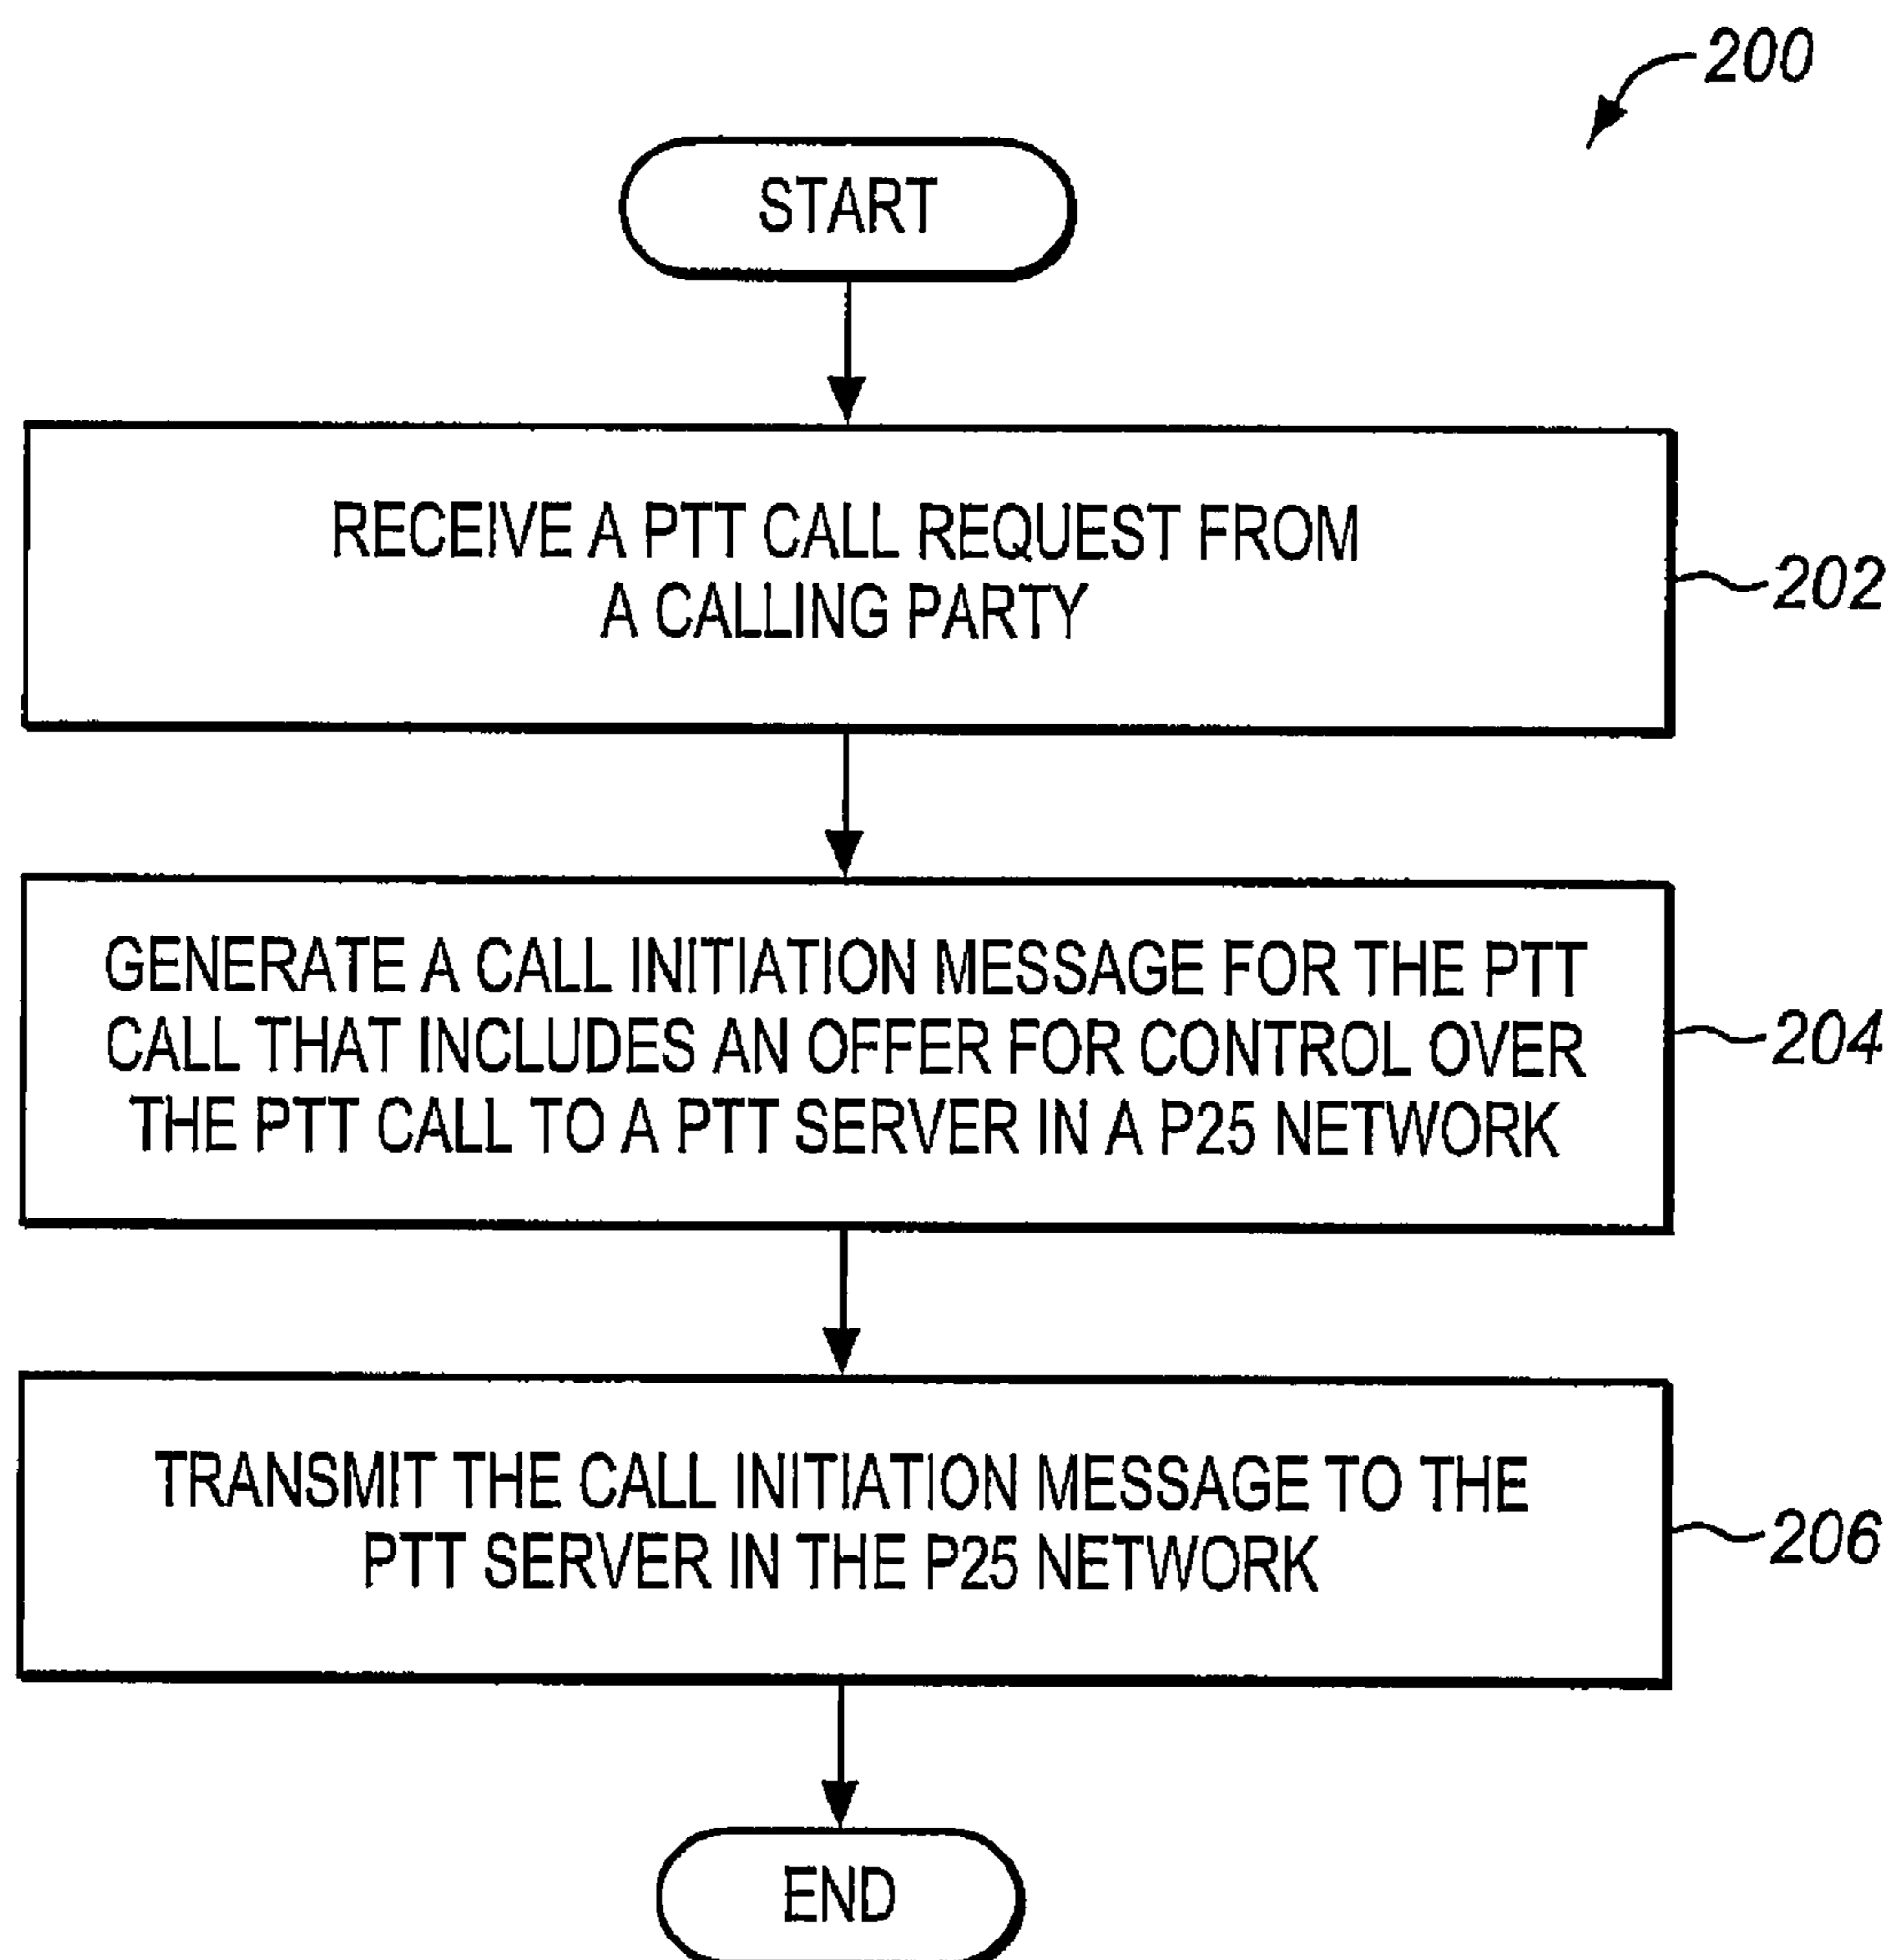 200
START
RECEIVE A PTT CALL REQUEST FROM
A CALLING PARTY
202
GENERATE A CALL INITIATION MESSAGE FOR THE PTT
CALL THAT INCLUDES AN OFFER FOR CONTROL OVER
THE PTT CALL TO A PTT SERVER IN A P25 NETWORK
204
TRANSMIT THE CALL INITIATION MESSAGE TO THE
PTT SERVER IN THE P25 NETWORK
206
END